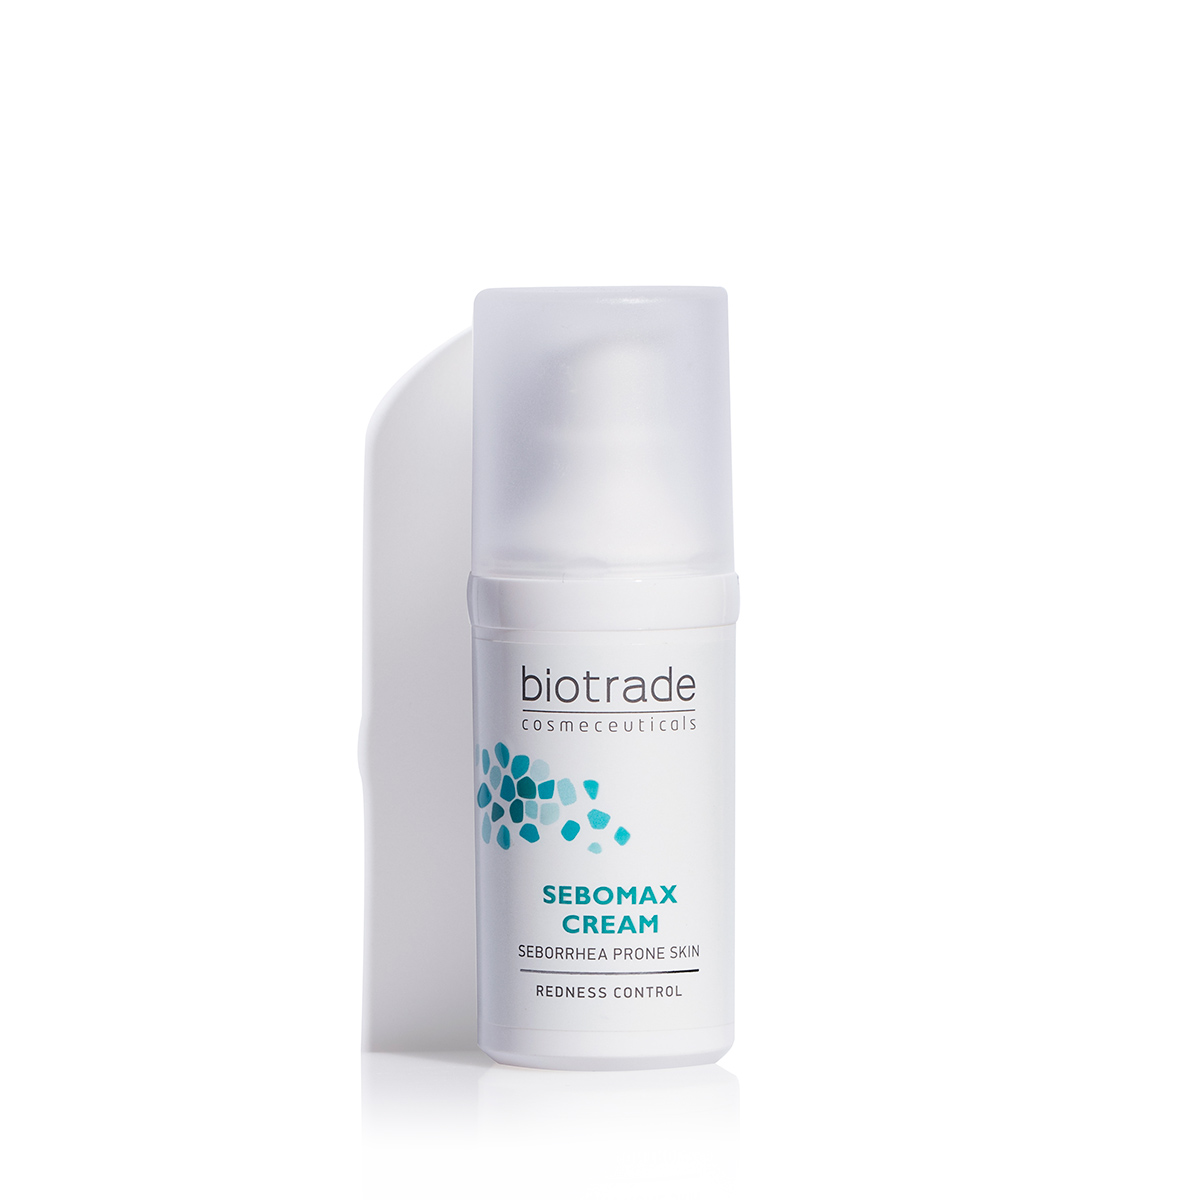 biotrade
cosmeceuticals
SEBOMAX
CREAM
SEBORRHEA PRONE SKIN
REDNESS CONTROL